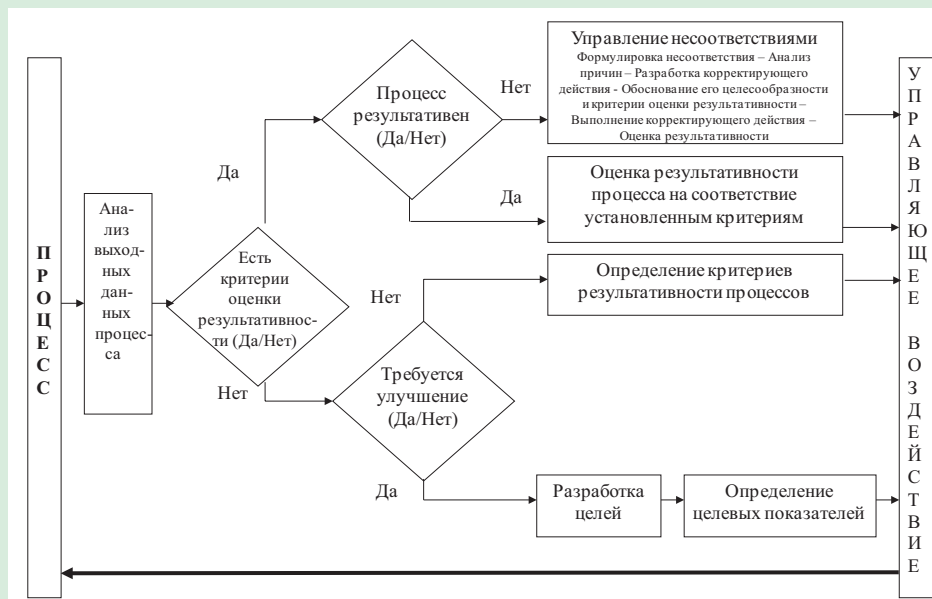 ПРОЦЕСС
Ана-
лиз
выход-
ных
дан-
ных
процес-
са
Есть
критерии
оценки
результативнос-
ти (Да/Нет)
Да
Нет
Процесс
результативен
(Да/Нет)
Нет
Да
Управление несоответствиями
Формулировка несоответствия – Анализ
причин – Разработка корректирующего
действия - Обоснование его целесообразности
и критерии оценки результативности –
Выполнение корректирующего действия –
Оценка результативности
Оценка результативности
процесса на соответствие
установленным критериям
Требуется
улучшение
(Да/Нет)
Нет
Да
Определение критериев
результативности процессов
Разработка
целей
Определение
целевых показателей
УПРАВЛЯЮЩЕЕ ВОЗДЕЙСТВИЕ